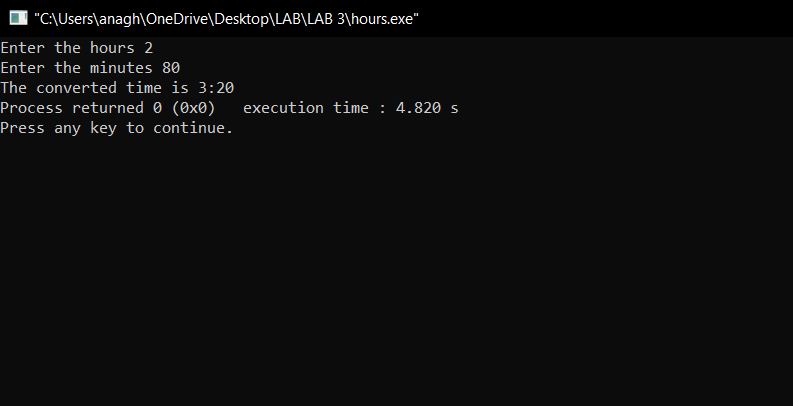 "C:\Users\anagh\OneDrive\Desktop\LAB\LAB 3\hours.exe"
Enter the hours 2
Enter the minutes 80
The converted time is 3:20
Process returned 0 (0x0)   execution time : 4.820 s
Press any key to continue.